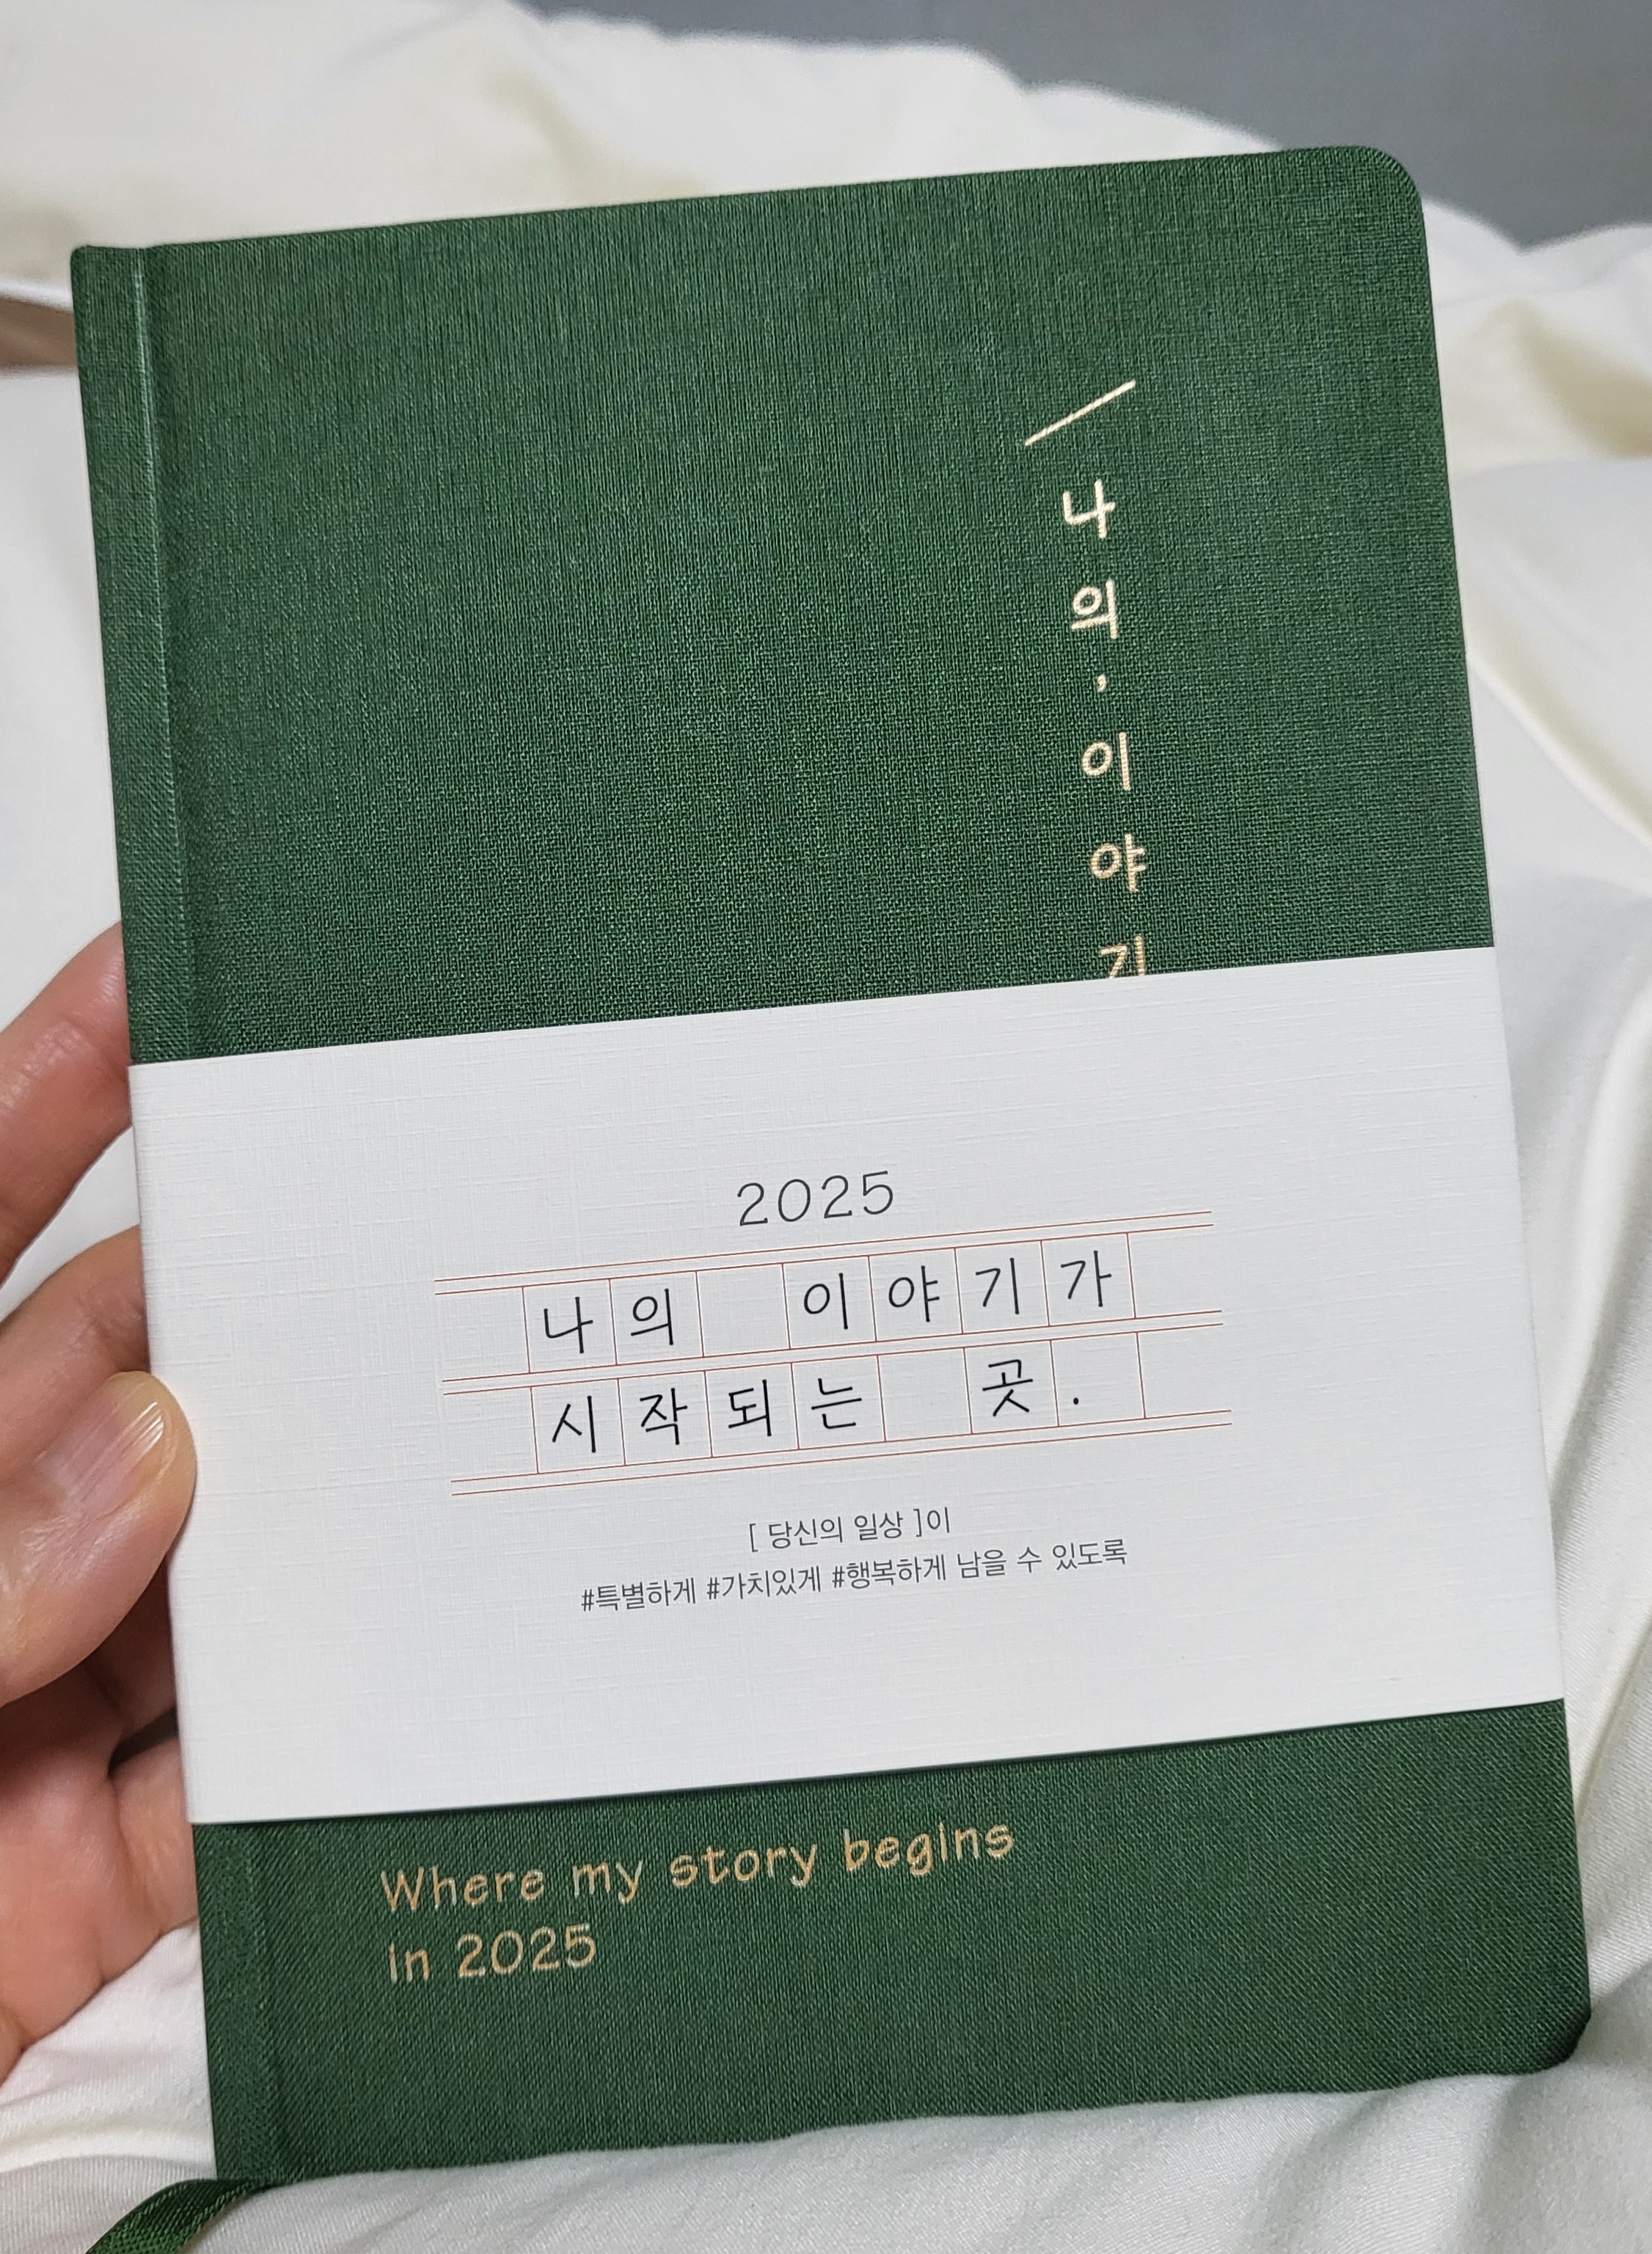 나의, 이야기
2025
나의 이야기가
시작되는 곳.
[ 당신의 일상 ]이
#특별하게 #가치있게 #행복하게 남을 수 있도록
Where my story begins
in 2025